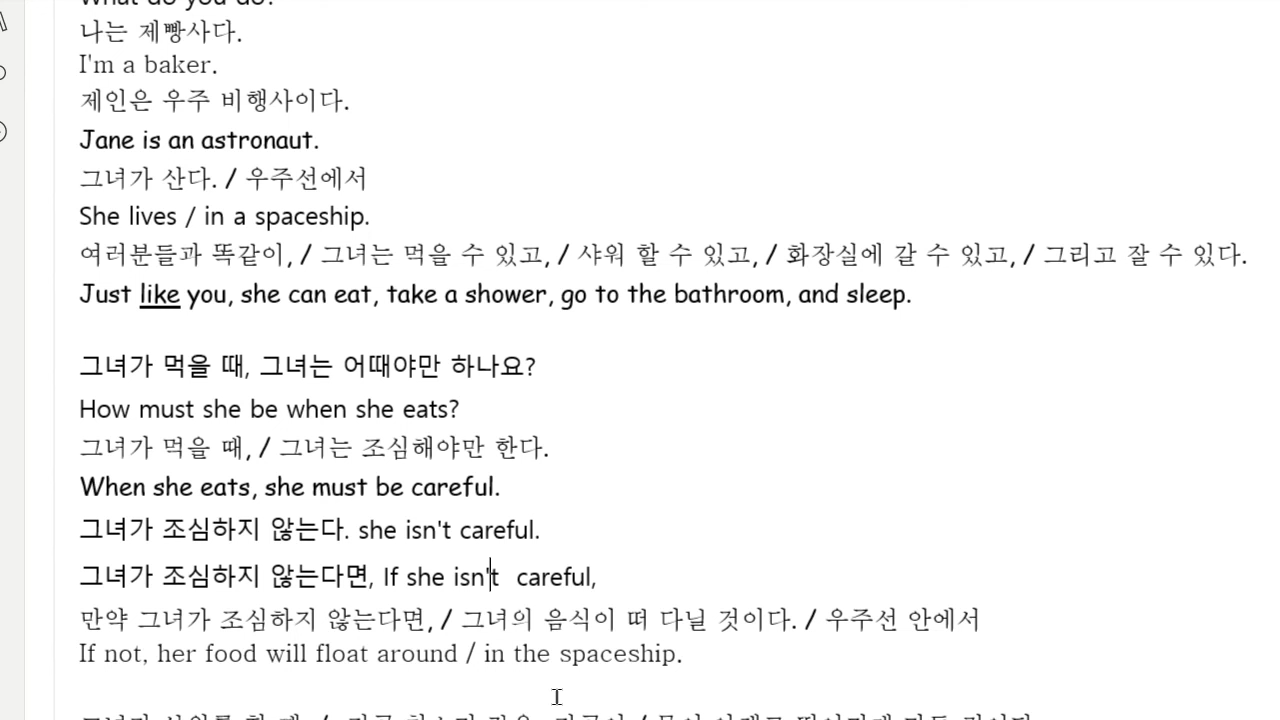 What do you do?
나는 제빵사다.
I'm a baker.
제인은 우주 비행사이다.
Jane is an astronaut.
그녀가 산다. / 우주선에서
She lives / in a spaceship.
여러분들과 똑같이, / 그녀는 먹을 수 있고, / 샤워 할 수 있고, / 화장실에 갈 수 있고, / 그리고 잘 수 있다.
Just like you, she can eat, take a shower, go to the bathroom, and sleep.
그녀가 먹을 때, 그녀는 어때야만 하나요?
How must she be when she eats?
그녀가 먹을 때, / 그녀는 조심해야만 한다.
When she eats, she must be careful.
그녀가 조심하지 않는다. she isn't careful.
그녀가 조심하지 않는다면, If she isn't  careful,
만약 그녀가 조심하지 않는다면, / 그녀의 음식이 떠 다닐 것이다. / 우주선 안에서
If not, her food will float around / in the spaceship.